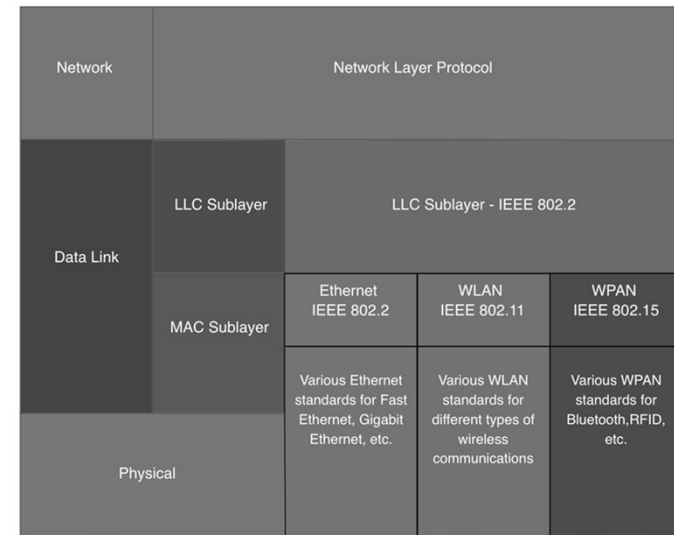 Network
Network Layer Protocol
Data Link
LLC Sublayer
LLC Sublayer - IEEE 802.2
MAC Sublayer
Ethernet
IEEE 802.2
WLAN
IEEE 802.11
WPAN
IEEE 802.15
Various Ethernet
standards for Fast
Ethernet, Gigabit
Ethernet, etc.
Various WLAN
standards for
different types of
wireless
communications
Various WPAN
standards for
Bluetooth,RFID,
etc.
Physical